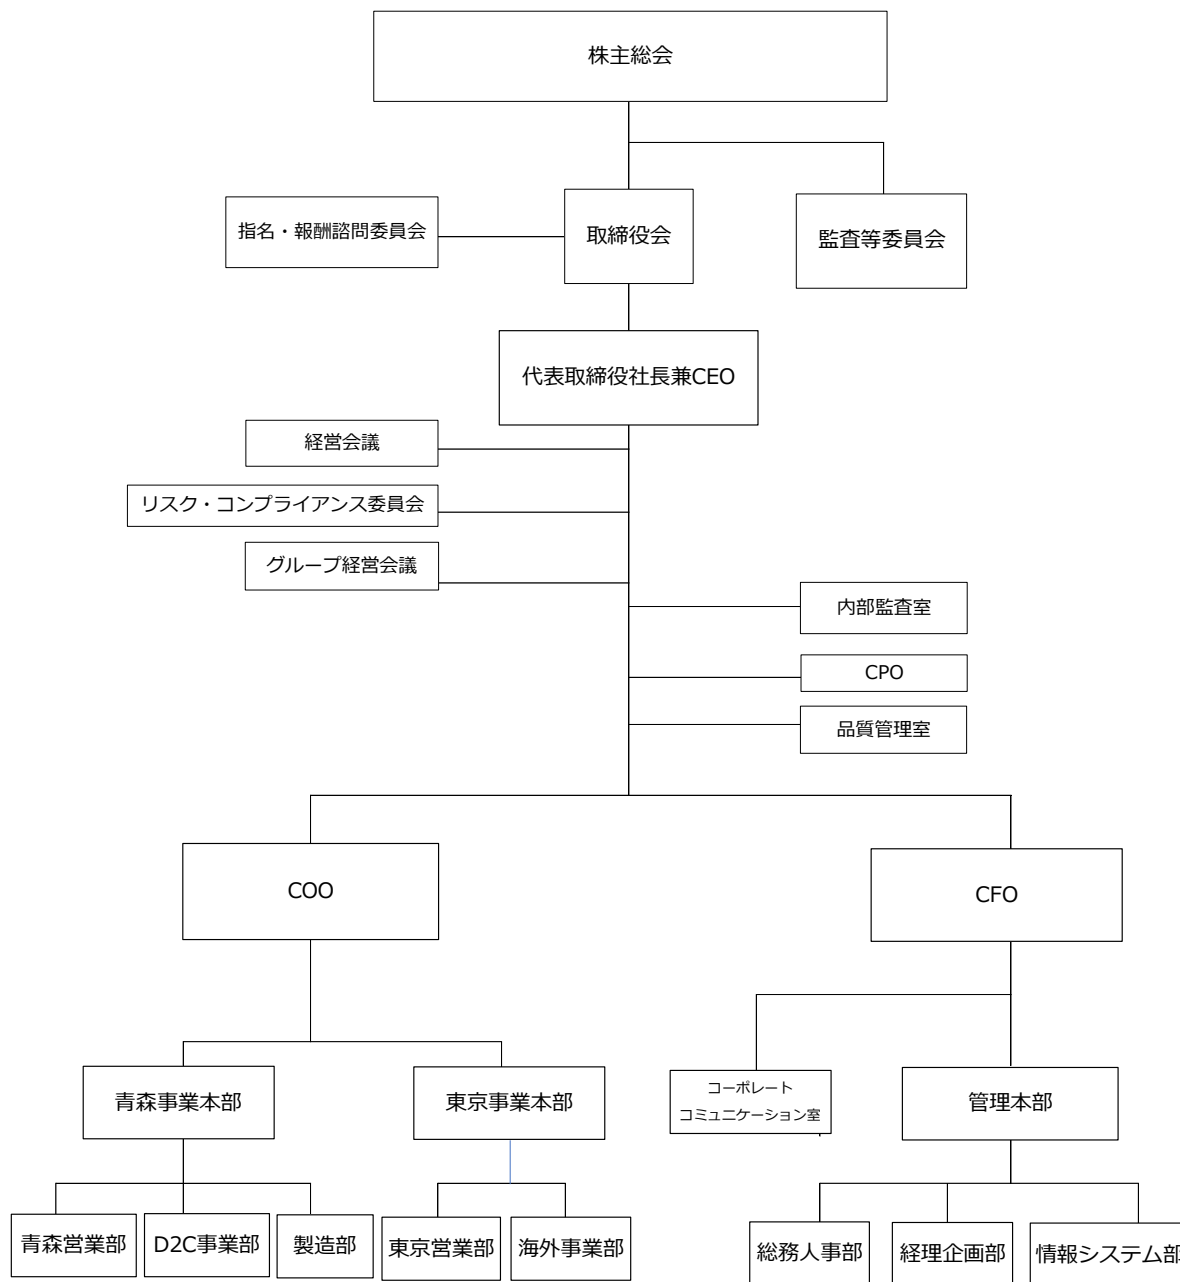 株主総会
指名・報酬諮問委員会
取締役会
監査等委員会
代表取締役社長兼CEO
経営会議
リスク・コンプライアンス委員会
グループ経営会議
内部監査室
CPO
品質管理室
COO
CFO
青森事業本部
東京事業本部
コーポレート
コミュニケーション室
管理本部
青森営業部
D2C事業部
製造部
東京営業部
海外事業部
総務人事部
経理企画部
情報システム部